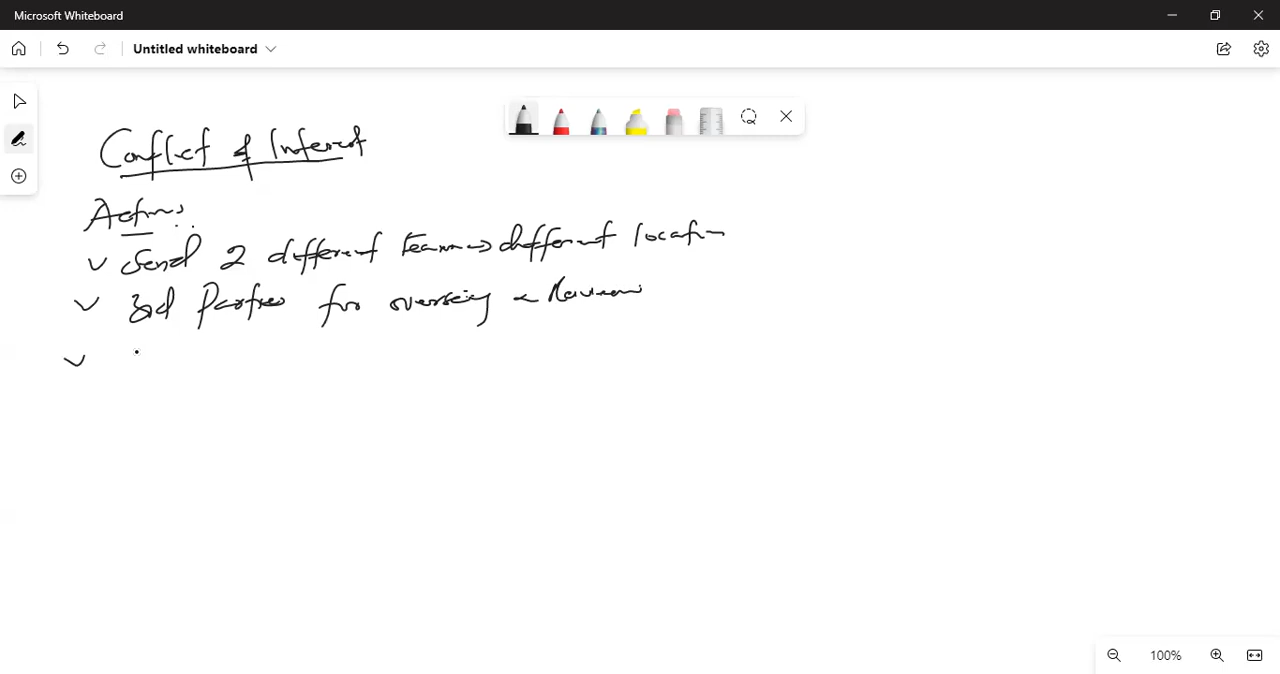 Microsoft Whiteboard
Untitled whiteboard
Conflict of Interest
Actions
Send 2 different teams different location
3rd Parties for overseeing
100%